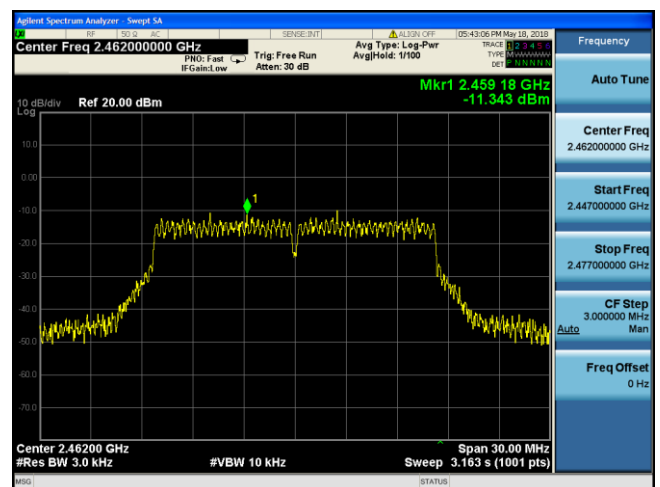 Agilent Spectrum Analyzer - Swept SA
RF 50 Ω AC SENSE:INT ALIGN OFF 05:43:06 PM May 18, 2018
Center Freq 2.462000000 GHz
PNO: Fast
IFGain:Low
Trig: Free Run
Atten: 30 dB
Avg Type: Log-Pwr
Avg|Hold: 1/100
TRACE 1 2 3 4 5 6
TYPE
DET P N N N N N
Mkr1 2.459 18 GHz
-11.343 dBm
10 dB/div Ref 20.00 dBm
Log
10.0
0.00
-10.0
-20.0
-30.0
-40.0
-50.0
-60.0
-70.0
1
Center 2.46200 GHz Span 30.00 MHz
#Res BW 3.0 kHz #VBW 10 kHz Sweep 3.163 s (1001 pts)
MSG STATUS
Frequency
Auto Tune
Center Freq
2.462000000 GHz
Start Freq
2.447000000 GHz
Stop Freq
2.477000000 GHz
CF Step
3.000000 MHz
Auto Man
Freq Offset
0 Hz